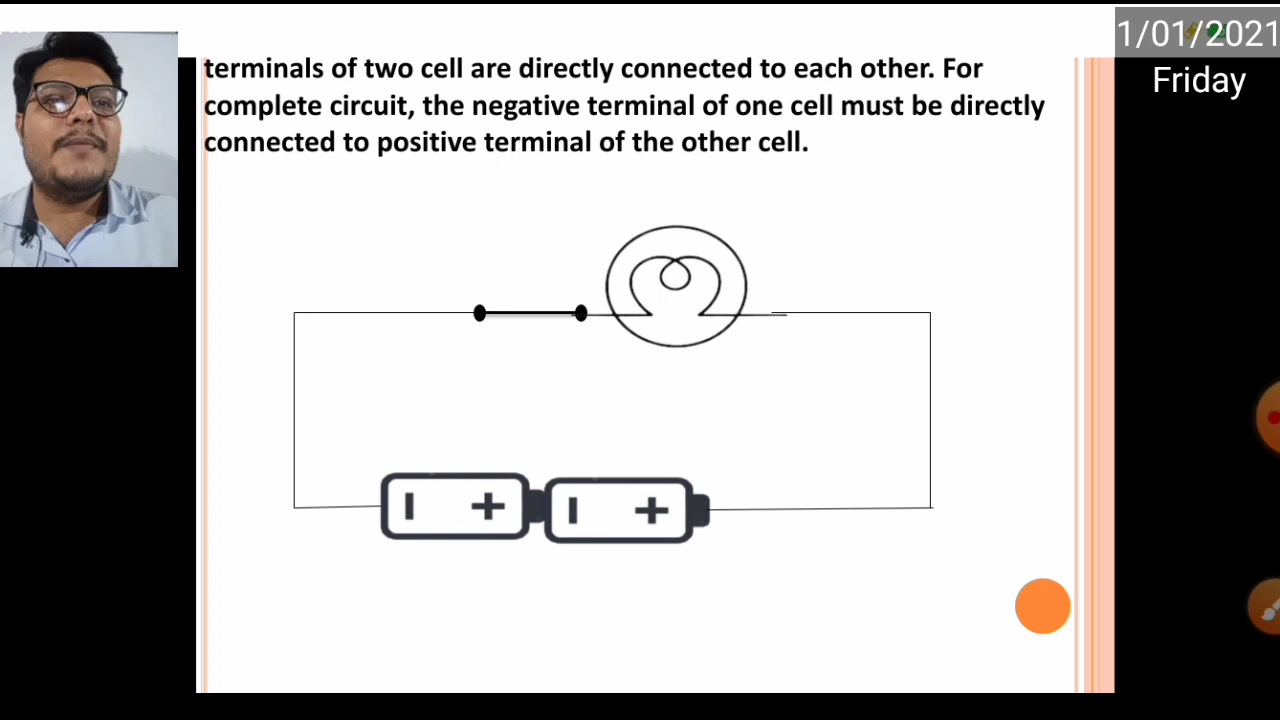 1/01/2021
Friday
terminals of two cell are directly connected to each other. For
complete circuit, the negative terminal of one cell must be directly
connected to positive terminal of the other cell.
- + - +